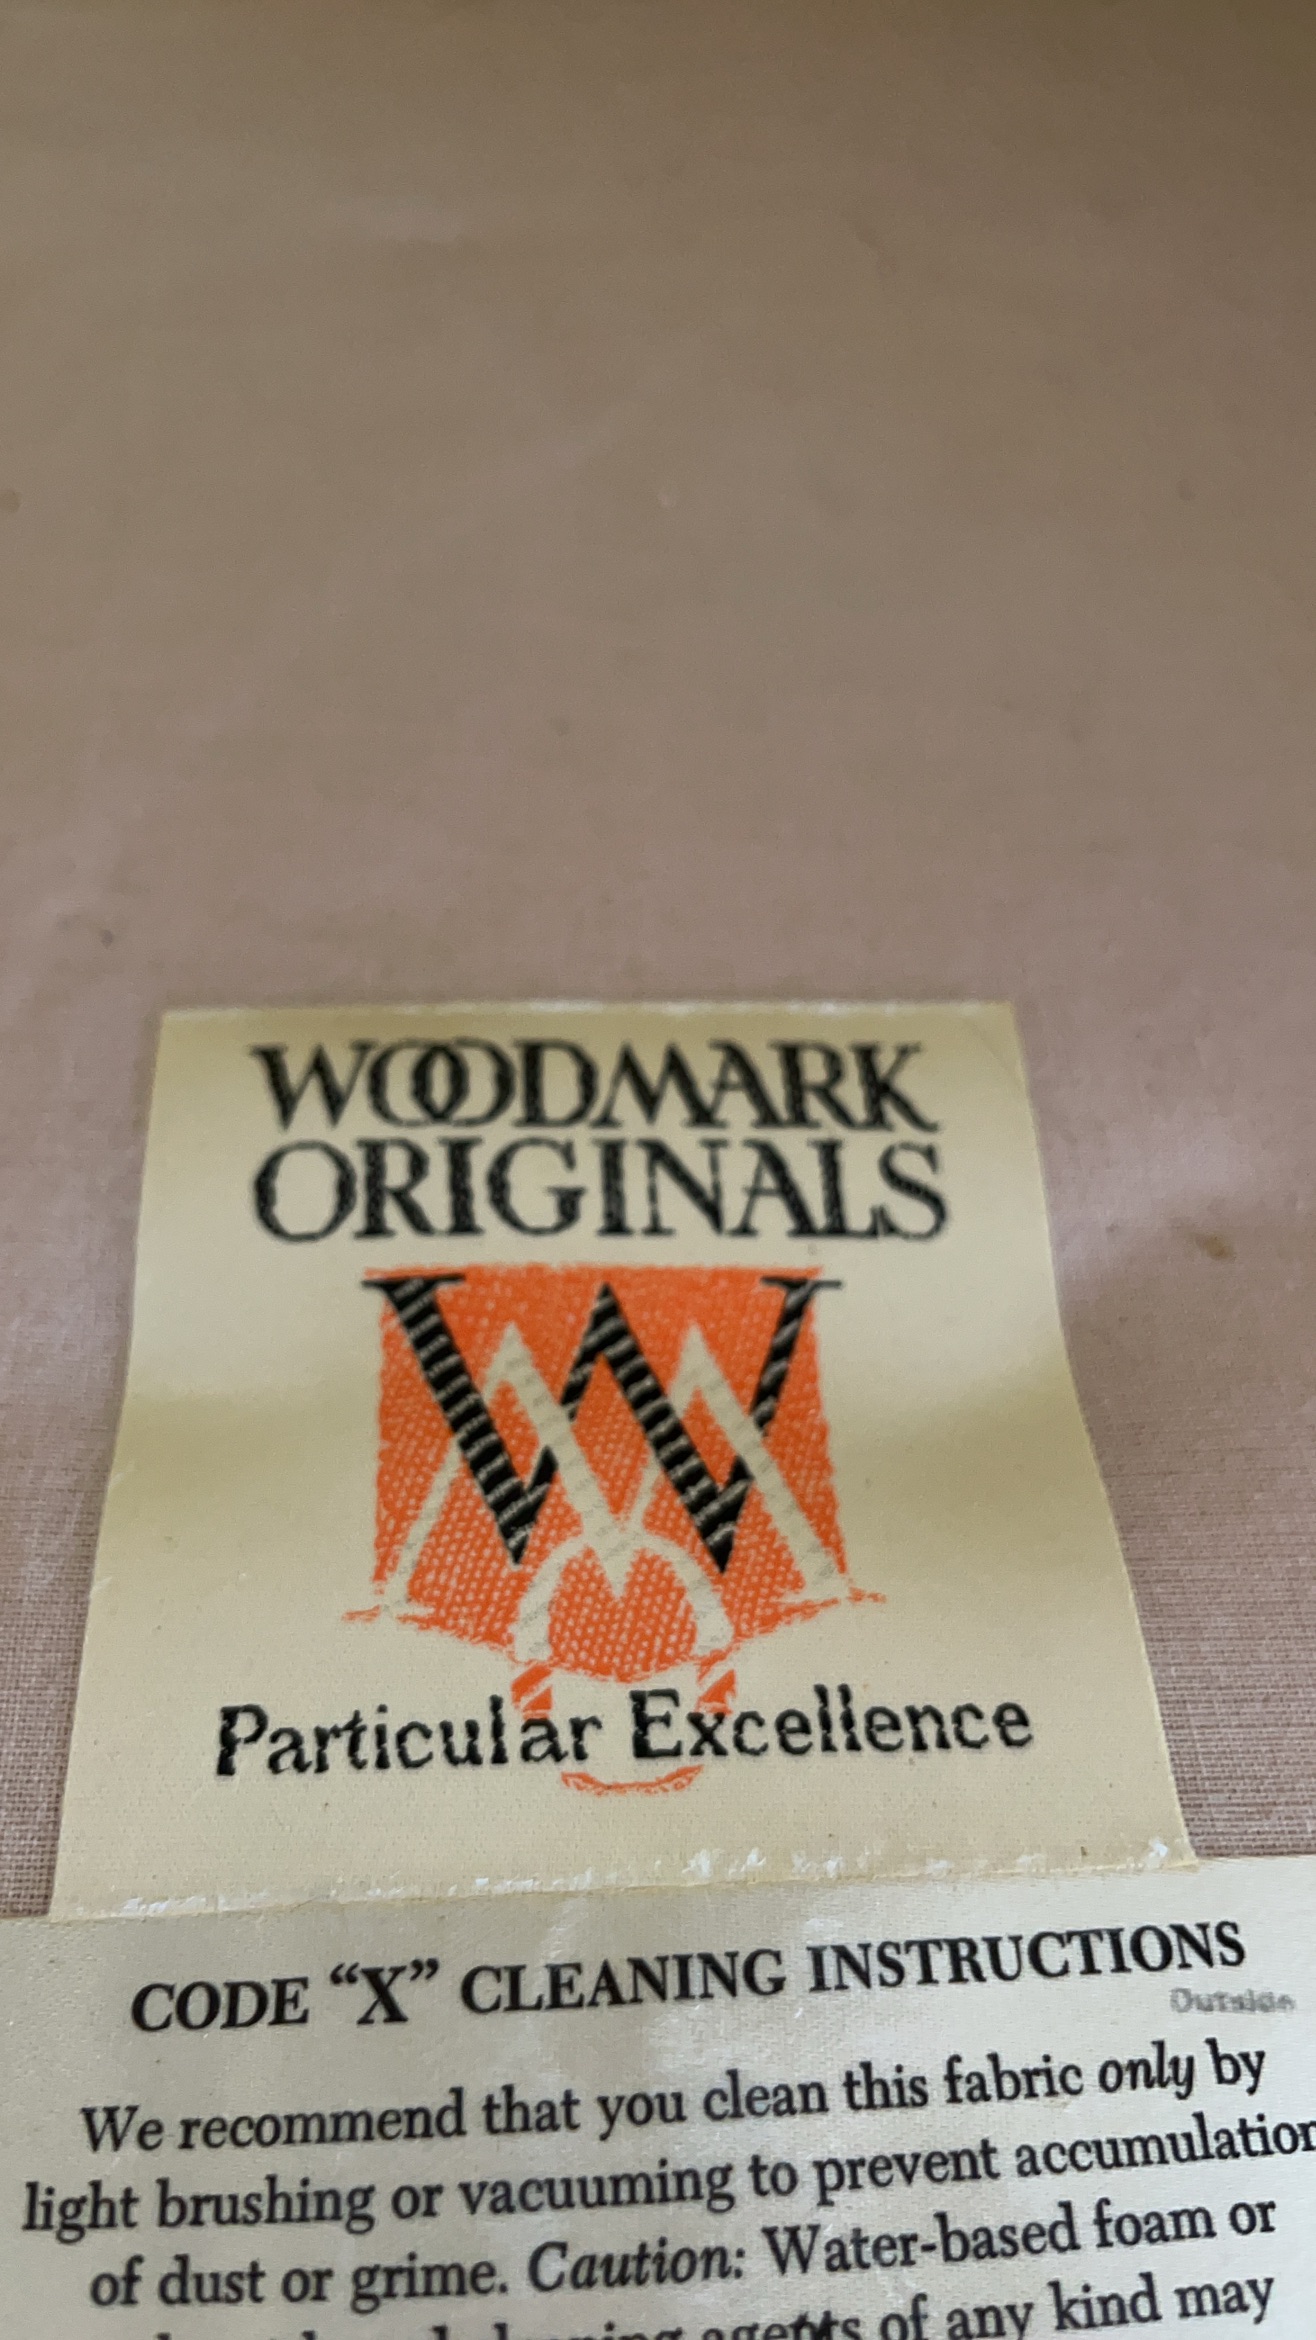 WOODMARK
ORIGINALS
W
Particular Excellence
CODE “X” CLEANING INSTRUCTIONS
Outside
We recommend that you clean this fabric only by
light brushing or vacuuming to prevent accumulation
of dust or grime. Caution: Water-based foam or
agents of any kind may